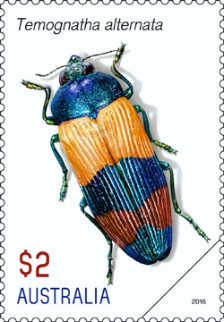 Temognatha alternata
$2
AUSTRALIA
2016